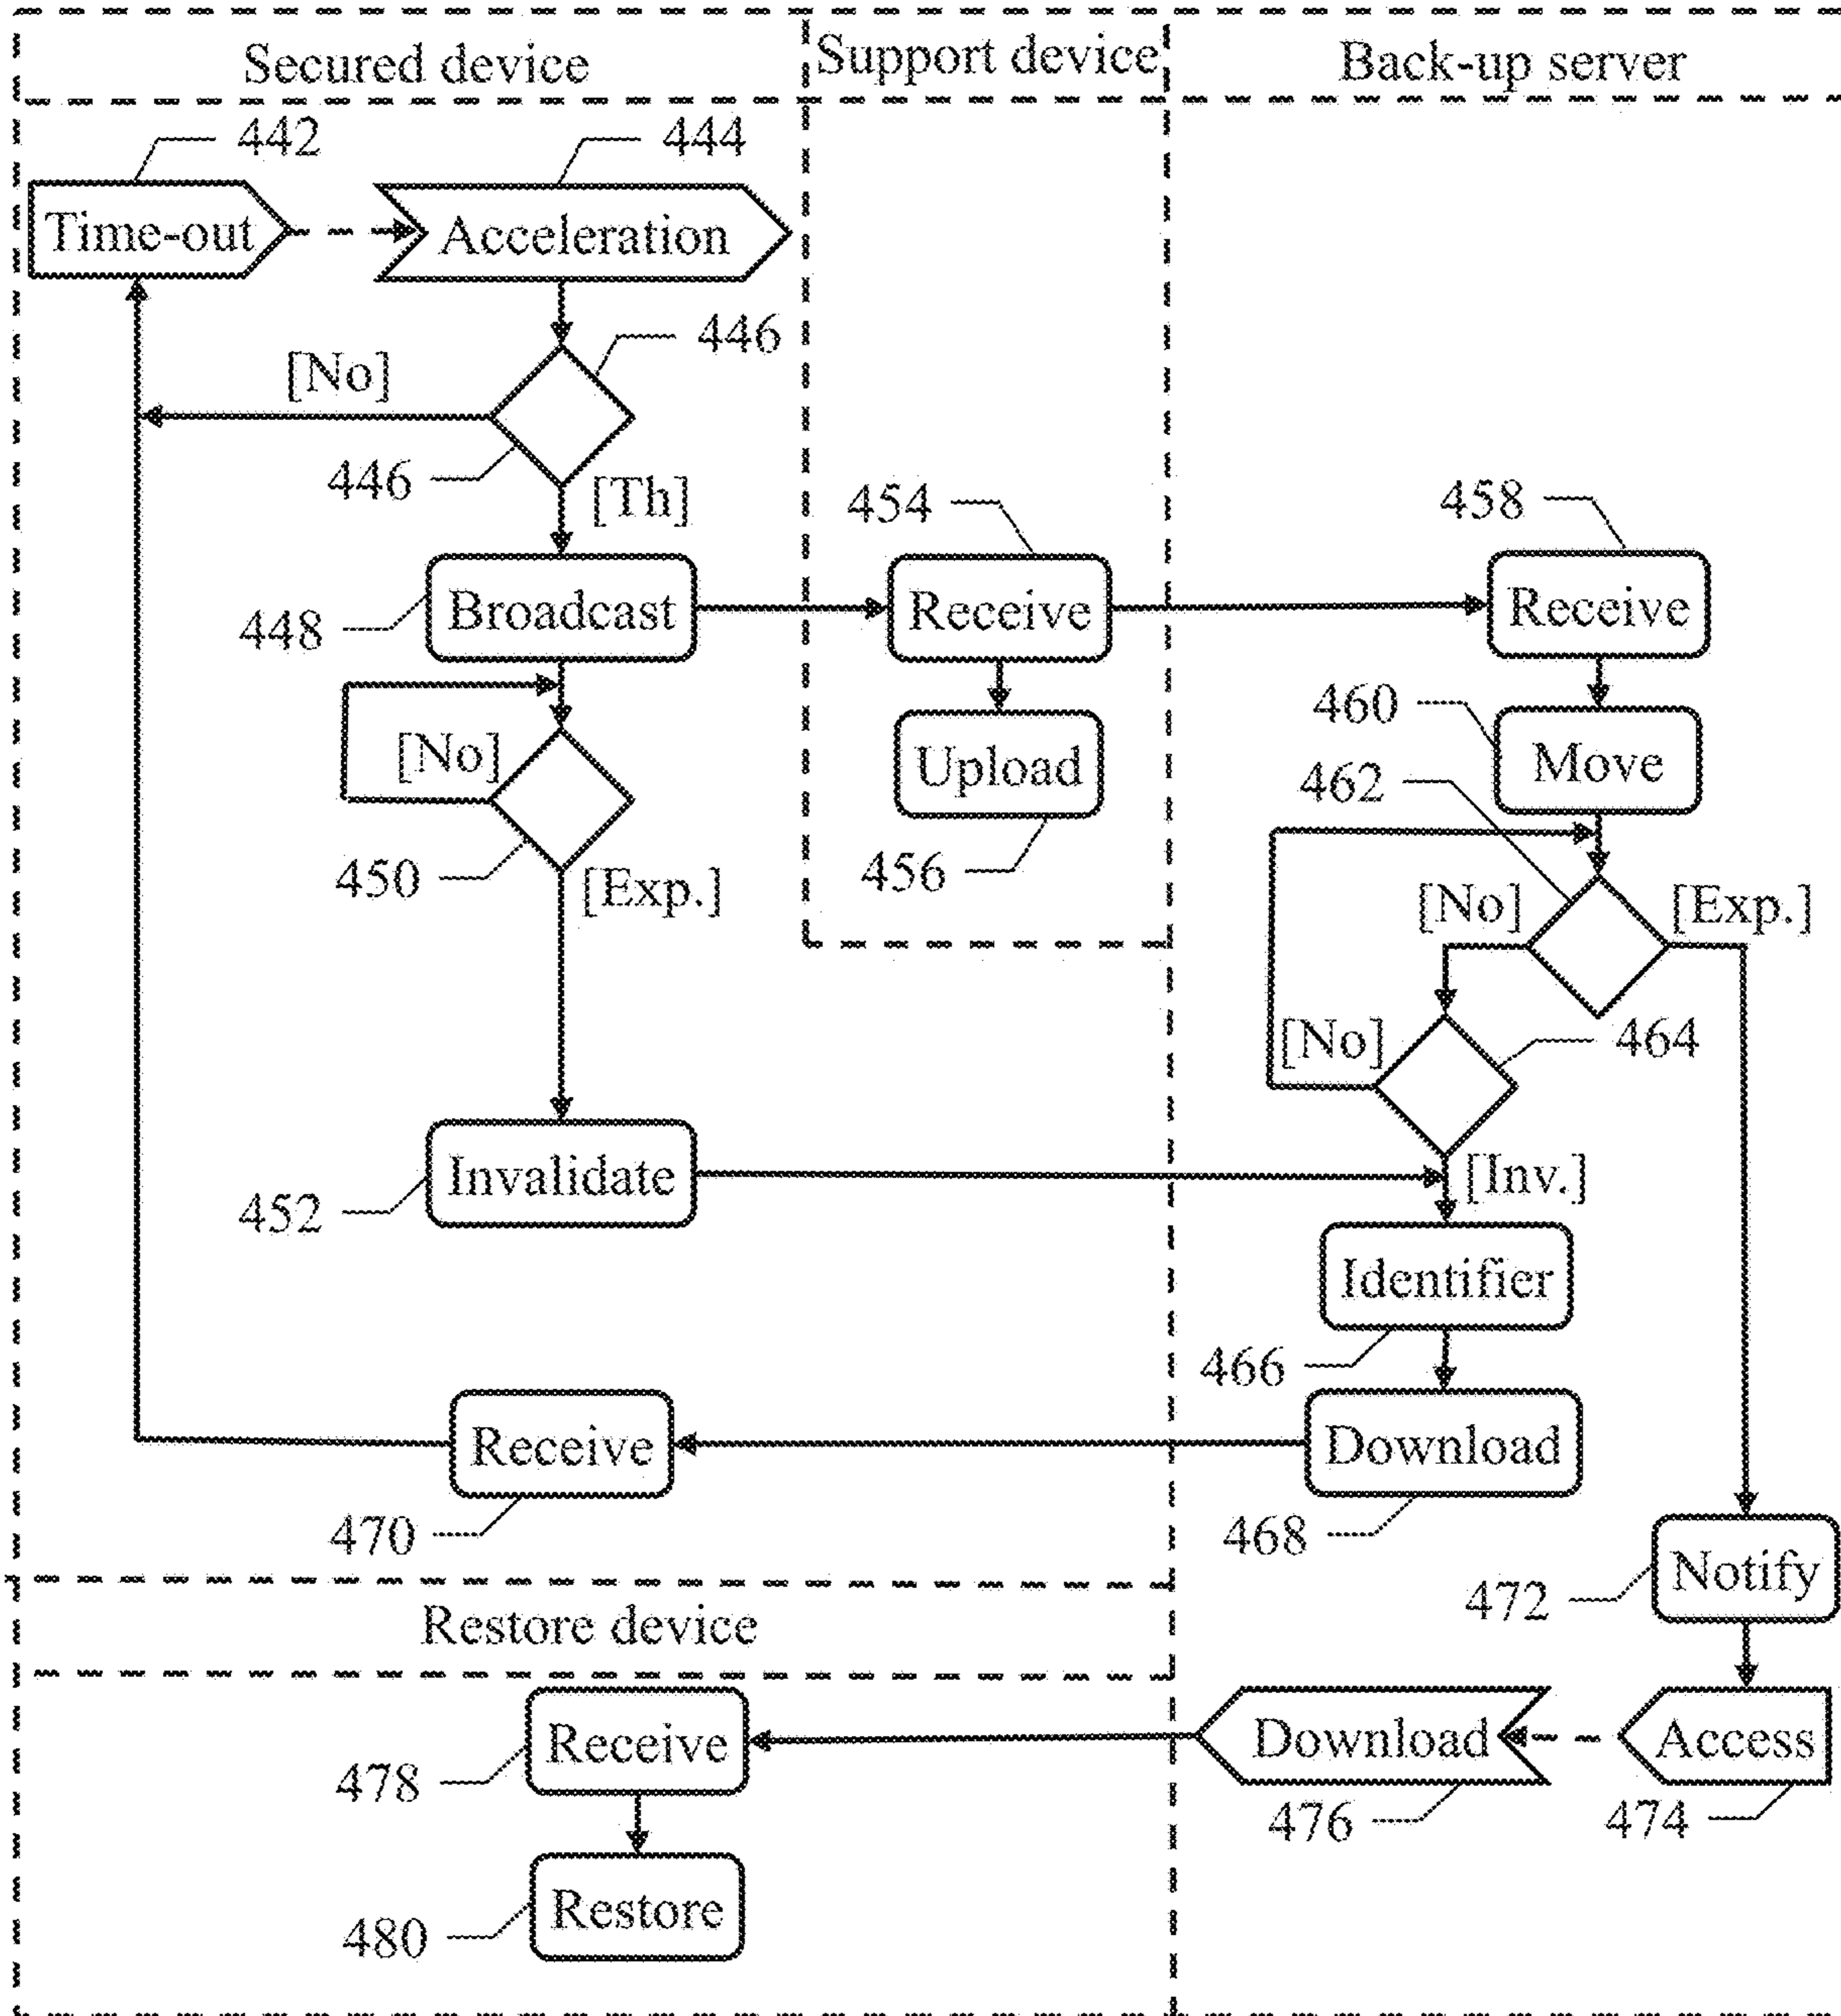 Secured device
Support device
Back-up server
442
444
Time-out
Acceleration
446
[No]
446
[Th]
454
458
448
Broadcast
Receive
Receive
460
[No]
Upload
Move
462
450
456
[Exp.]
[No]
[Exp.]
[No]
464
452
Invalidate
[Inv.]
Identifier
466
Receive
Download
470
468
Notify
472
Restore device
Receive
Download
Access
478
476
474
Restore
480